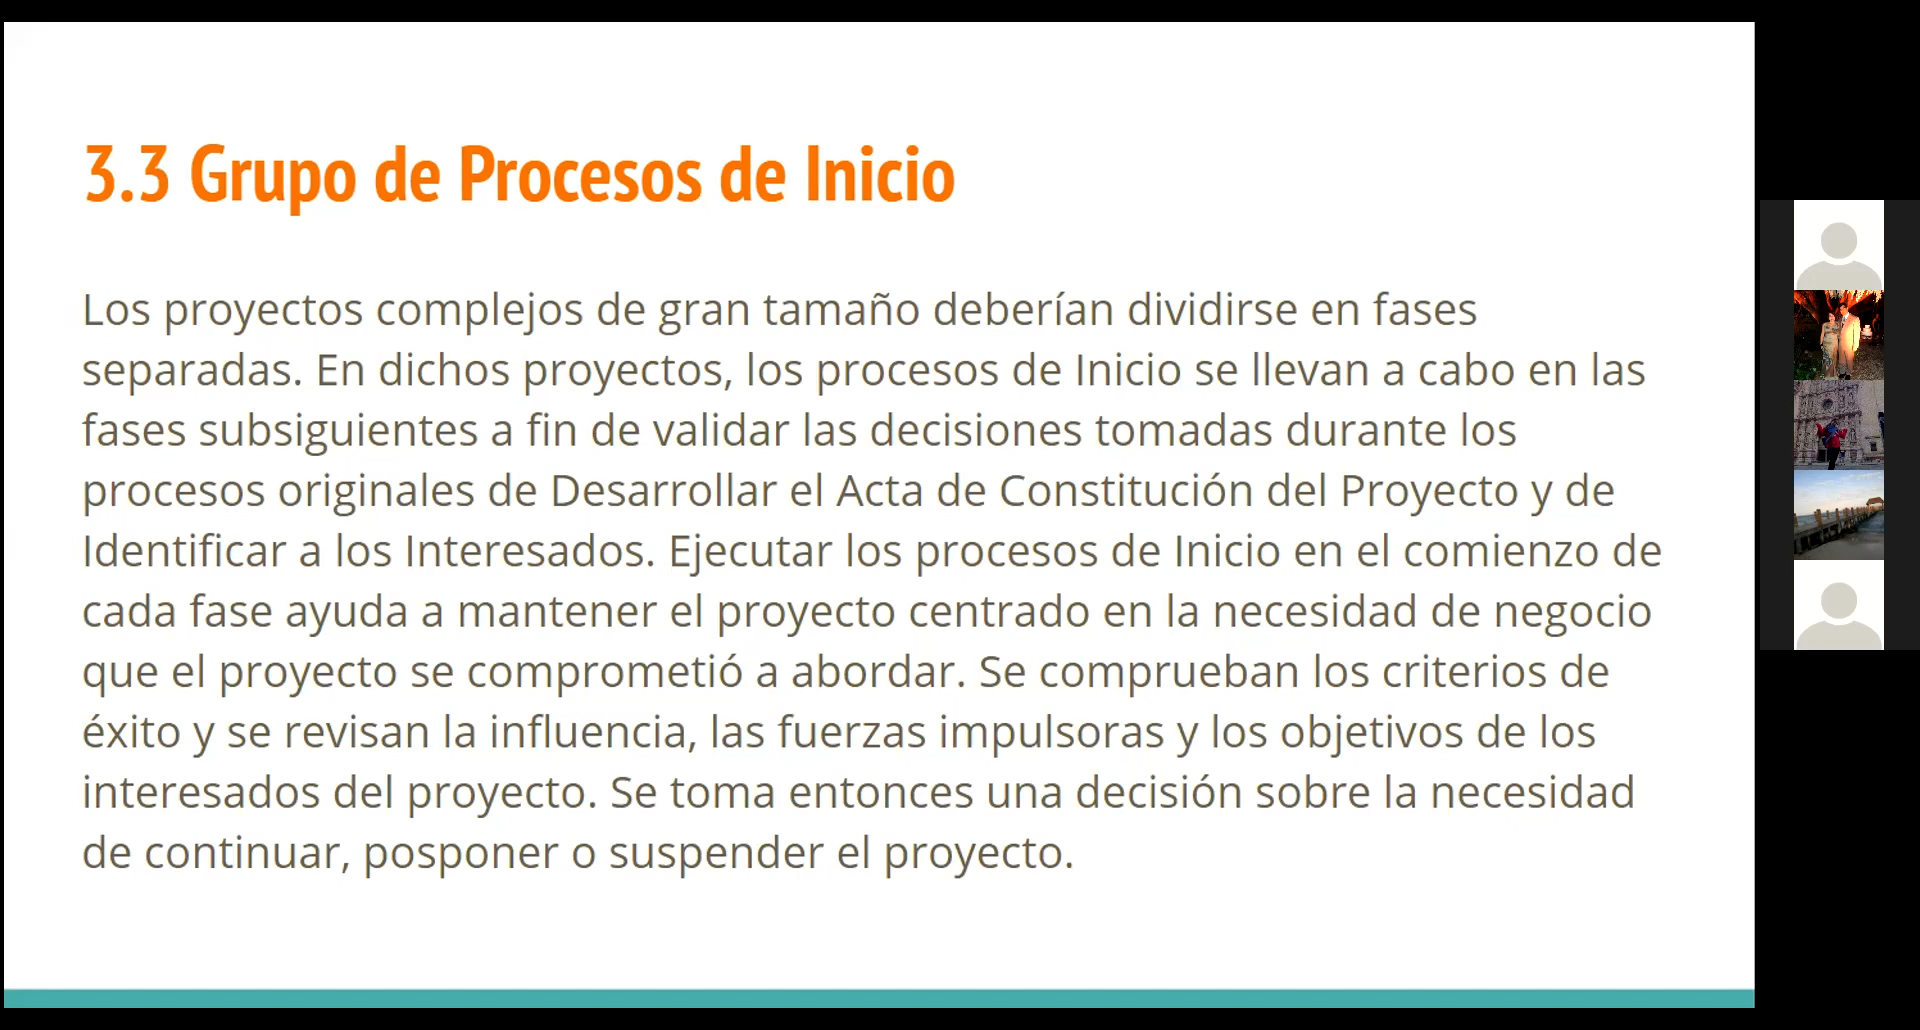 3.3 Grupo de Procesos de Inicio
Los proyectos complejos de gran tamaño deberían dividirse en fases
separadas. En dichos proyectos, los procesos de Inicio se llevan a cabo en las
fases subsiguientes a fin de validar las decisiones tomadas durante los
procesos originales de Desarrollar el Acta de Constitución del Proyecto y de
Identificar a los Interesados. Ejecutar los procesos de Inicio en el comienzo de
cada fase ayuda a mantener el proyecto centrado en la necesidad de negocio
que el proyecto se comprometió a abordar. Se comprueban los criterios de
éxito y se revisan la influencia, las fuerzas impulsoras y los objetivos de los
interesados del proyecto. Se toma entonces una decisión sobre la necesidad
de continuar, posponer o suspender el proyecto.